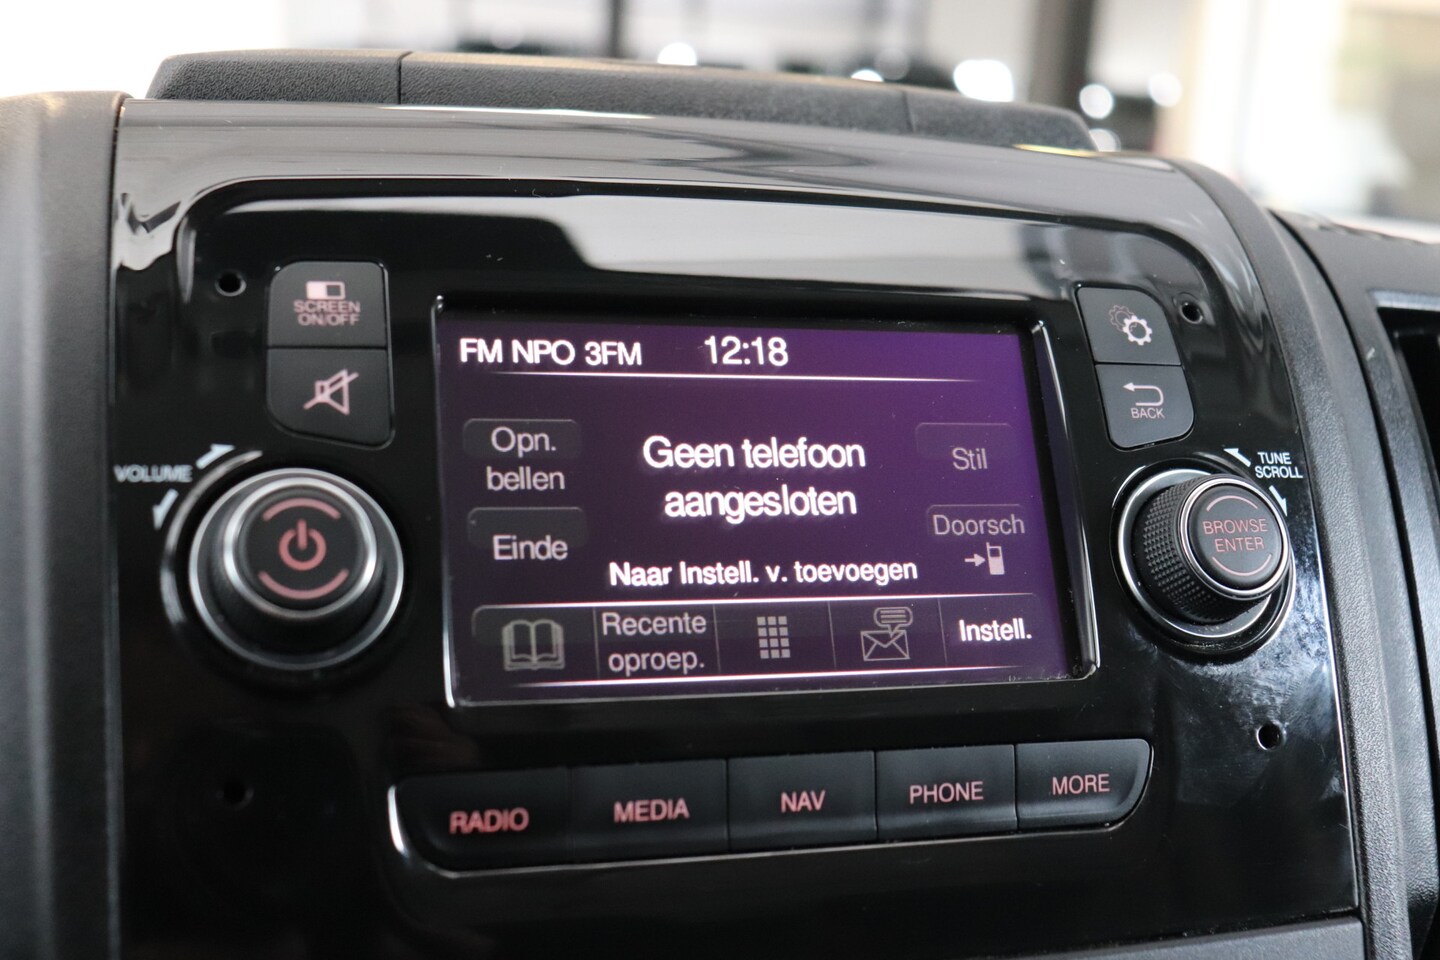 SCREEN
ON/OFF
VOLUME
FM NPO 3FM 12:18
Opn.
bellen
Einde
Geen telefoon
aangesloten
Naar Instell. v. toevoegen
Stil
Doorsch
Recente
oproep.
Instell.
BACK
TUNE
SCROLL
BROWSE
ENTER
RADIO
MEDIA
NAV
PHONE
MORE